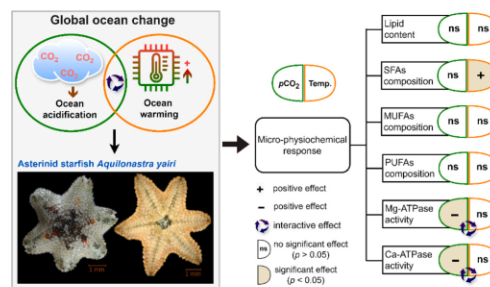 Global ocean change
CO2
CO2
CO2
+
Ocean
acidification
Ocean
warming
Asterinid starfish Aquilonastra yairi
1 mm
1 mm
pCO2 Temp.
Micro-physiochemical
response
+ positive effect
− positive effect
interactive effect
ns no significant effect
(p > 0.05)
significant effect
(p < 0.05)
Lipid
content
ns ns
SFAs
composition
ns +
MUFAs
composition
ns ns
PUFAs
composition
ns ns
Mg-ATPase
activity
− ns
Ca-ATPase
activity
− ns